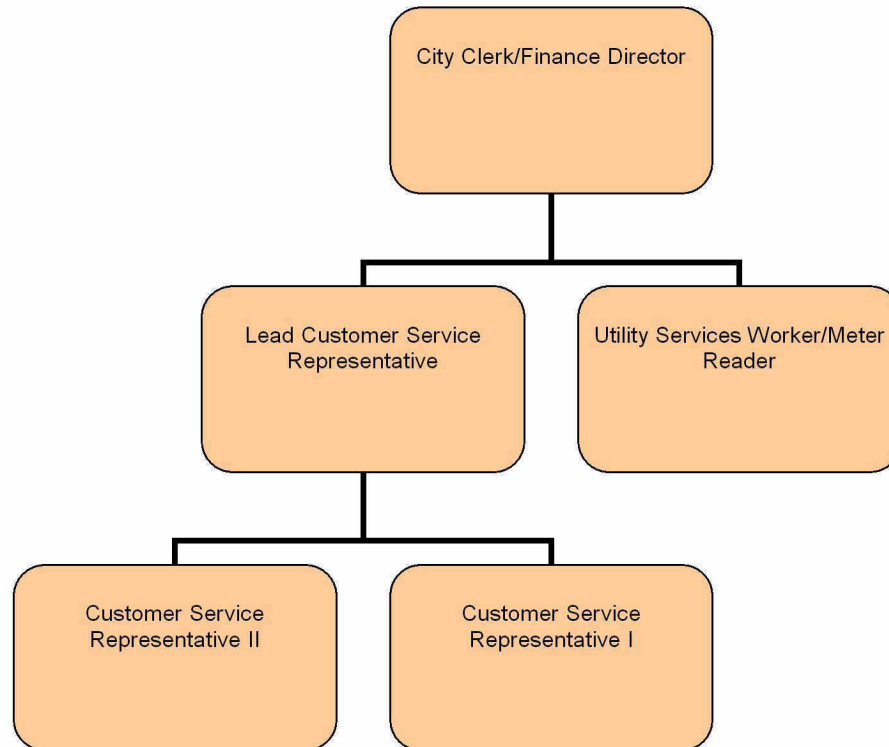 City Clerk/Finance Director
Lead Customer Service
Representative
Utility Services Worker/Meter
Reader
Customer Service
Representative II
Customer Service
Representative I